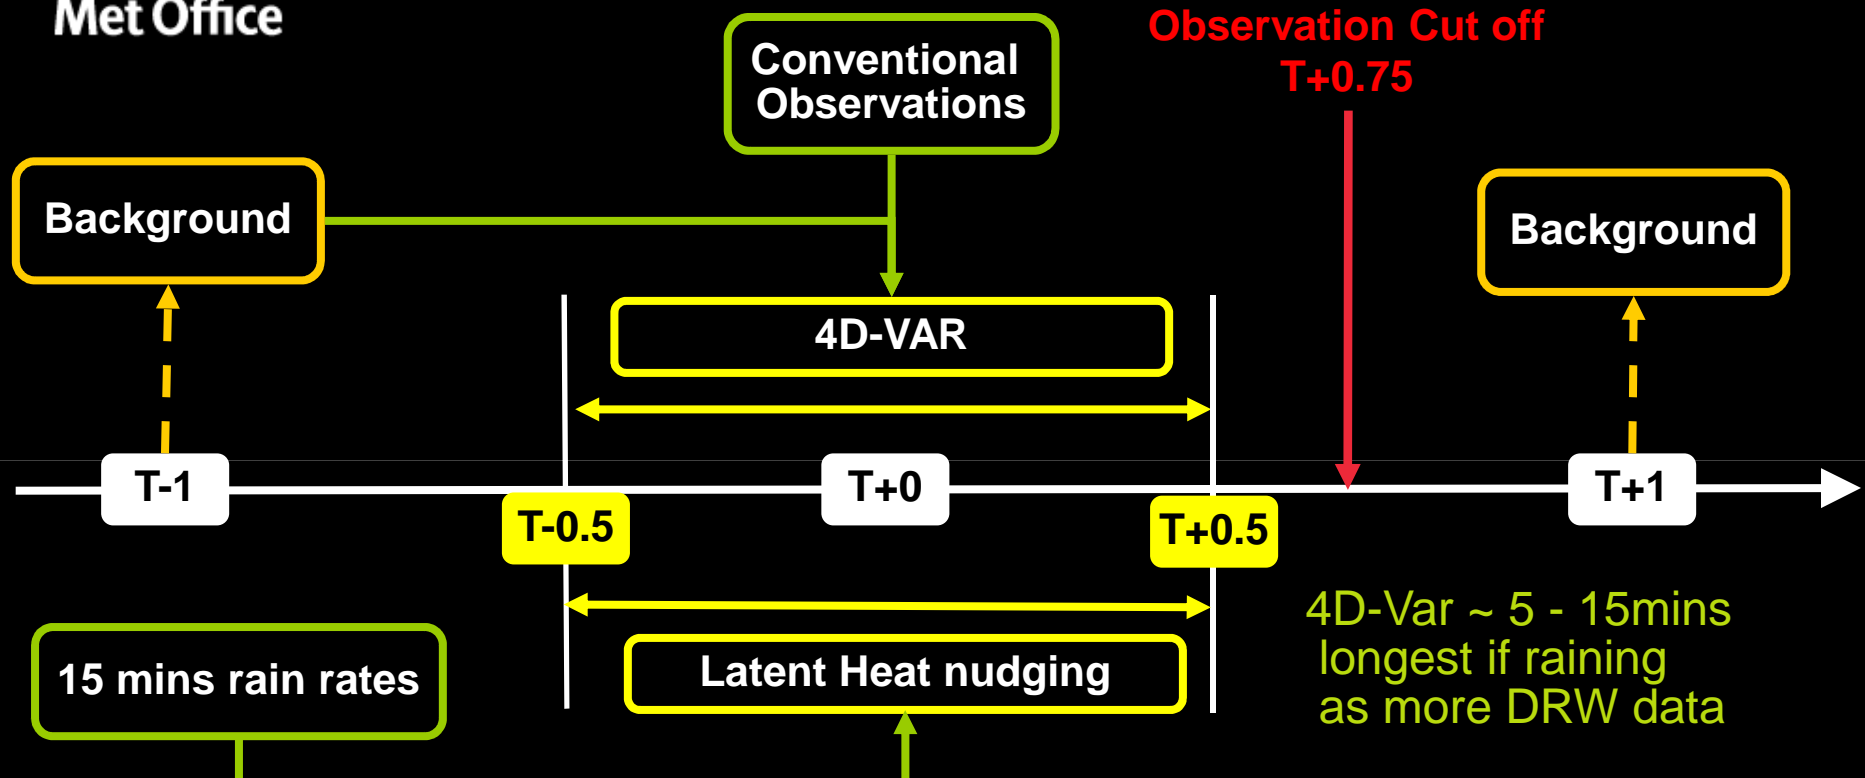 Met Office
Observation Cut off
T+0.75
Conventional
Observations
Background
Background
4D-VAR
T-1
T+0
T+1
T-0.5
T+0.5
15 mins rain rates
Latent Heat nudging
4D-Var ~ 5 - 15mins
longest if raining
as more DRW data